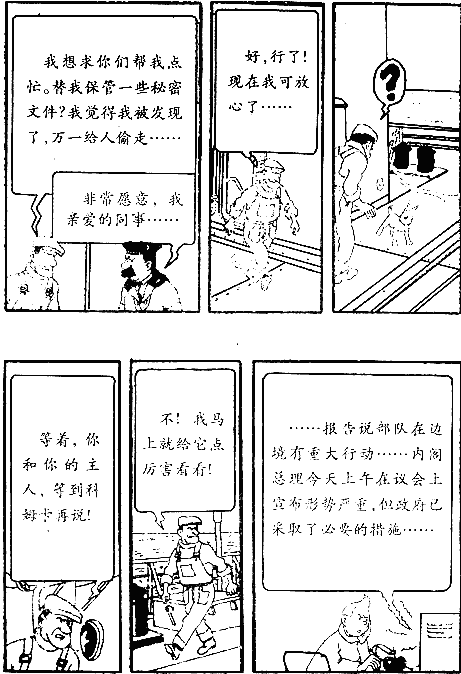 我想求你们帮我点
忙。替我保管一些秘密
文件？我觉得我被发现
了，万一给人偷走……
非常愿意，我
亲爱的同事……
好，行了！
现在我可放
心了……
?
等着，你
和你的主
人，等到科
姆卡再说！
不！我马
上就给它点
厉害看看！
……报告说部队在边
境有重大行动……内阁
总理今天上午在议会上
宣布形势严重，但政府已
采取了必要的措施……